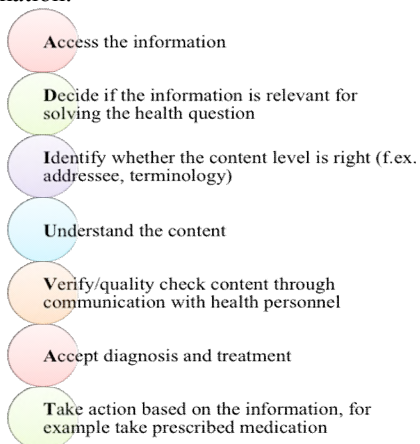 Access the information
Decide if the information is relevant for
solving the health question
Identify whether the content level is right (f.ex.
addressee, terminology)
Understand the content
Verify/quality check content through
communication with health personnel
Accept diagnosis and treatment
Take action based on the information, for
example take prescribed medication